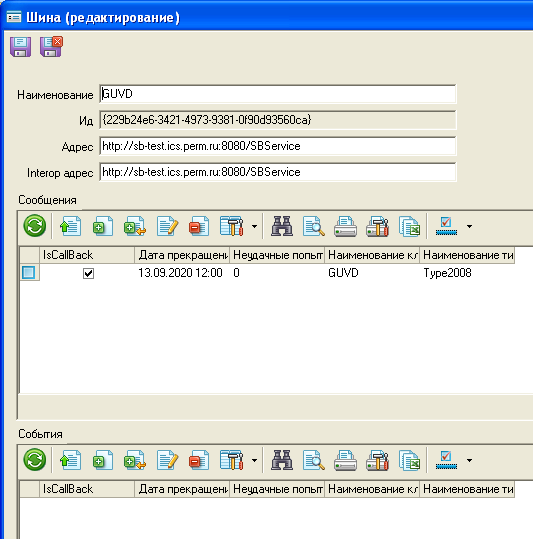 Шина (редактирование)
Наименование GUVD
Ид {229b24e6-3421-4973-9381-0f90d93560ca}
Адрес http://sb-test.ics.perm.ru:8080/SBService
Interop адрес http://sb-test.ics.perm.ru:8080/SBService
Сообщения
IsCallBack Дата прекращени Неудачные попыт Наименование кл Наименование ти
13.09.2020 12:00 0 GUVD Type2008
События
IsCallBack Дата прекращени Неудачные попыт Наименование кл Наименование ти